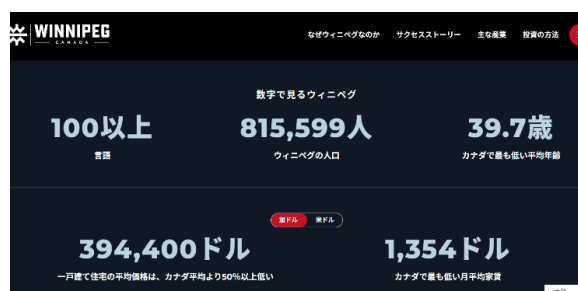 WINNIPEG
CANADA
なぜウィニペグなのか サクセスストーリー 主な産業 投資の方法
数字で見るウィニペグ
100以上 815,599人 39.7歳
言語 ウィニペグの人口 カナダで最も低い平均年齢
加ドル 米ドル
394,400ドル 1,354ドル
一戸建て住宅の平均価格は、カナダ平均より50%以上低い カナダで最も低い月平均家賃